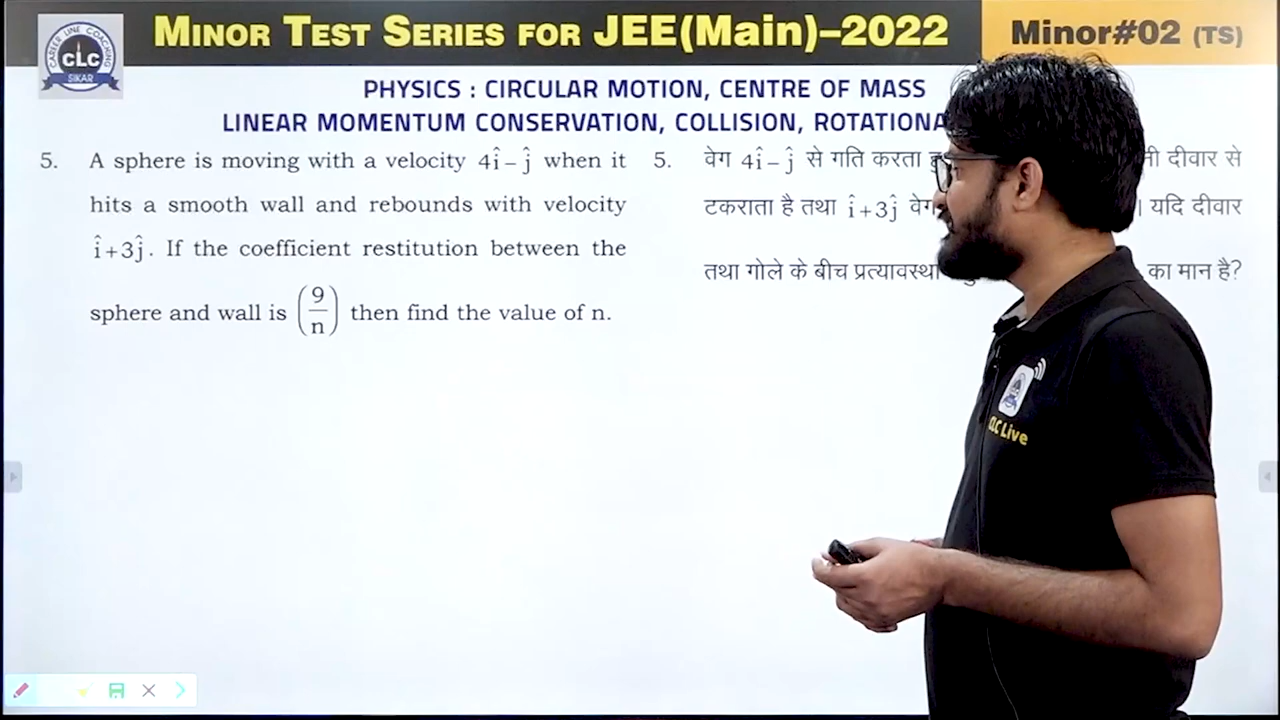 MINOR TEST SERIES FOR JEE(Main)–2022
Minor#02 (TS)
CAREER LINE COACHING
CLC
SIKAR
PHYSICS : CIRCULAR MOTION, CENTRE OF MASS
LINEAR MOMENTUM CONSERVATION, COLLISION, ROTATIONA
5. A sphere is moving with a velocity 4î – ĵ when it
hits a smooth wall and rebounds with velocity
î + 3ĵ. If the coefficient restitution between the
sphere and wall is (9/n) then find the value of n.
5. वेग 4î – ĵ से गति करता दीवार से
टकराता है तथा î + 3ĵ वेग । यदि दीवार
तथा गोले के बीच प्रत्यावस्था का मान है?
CLC Live